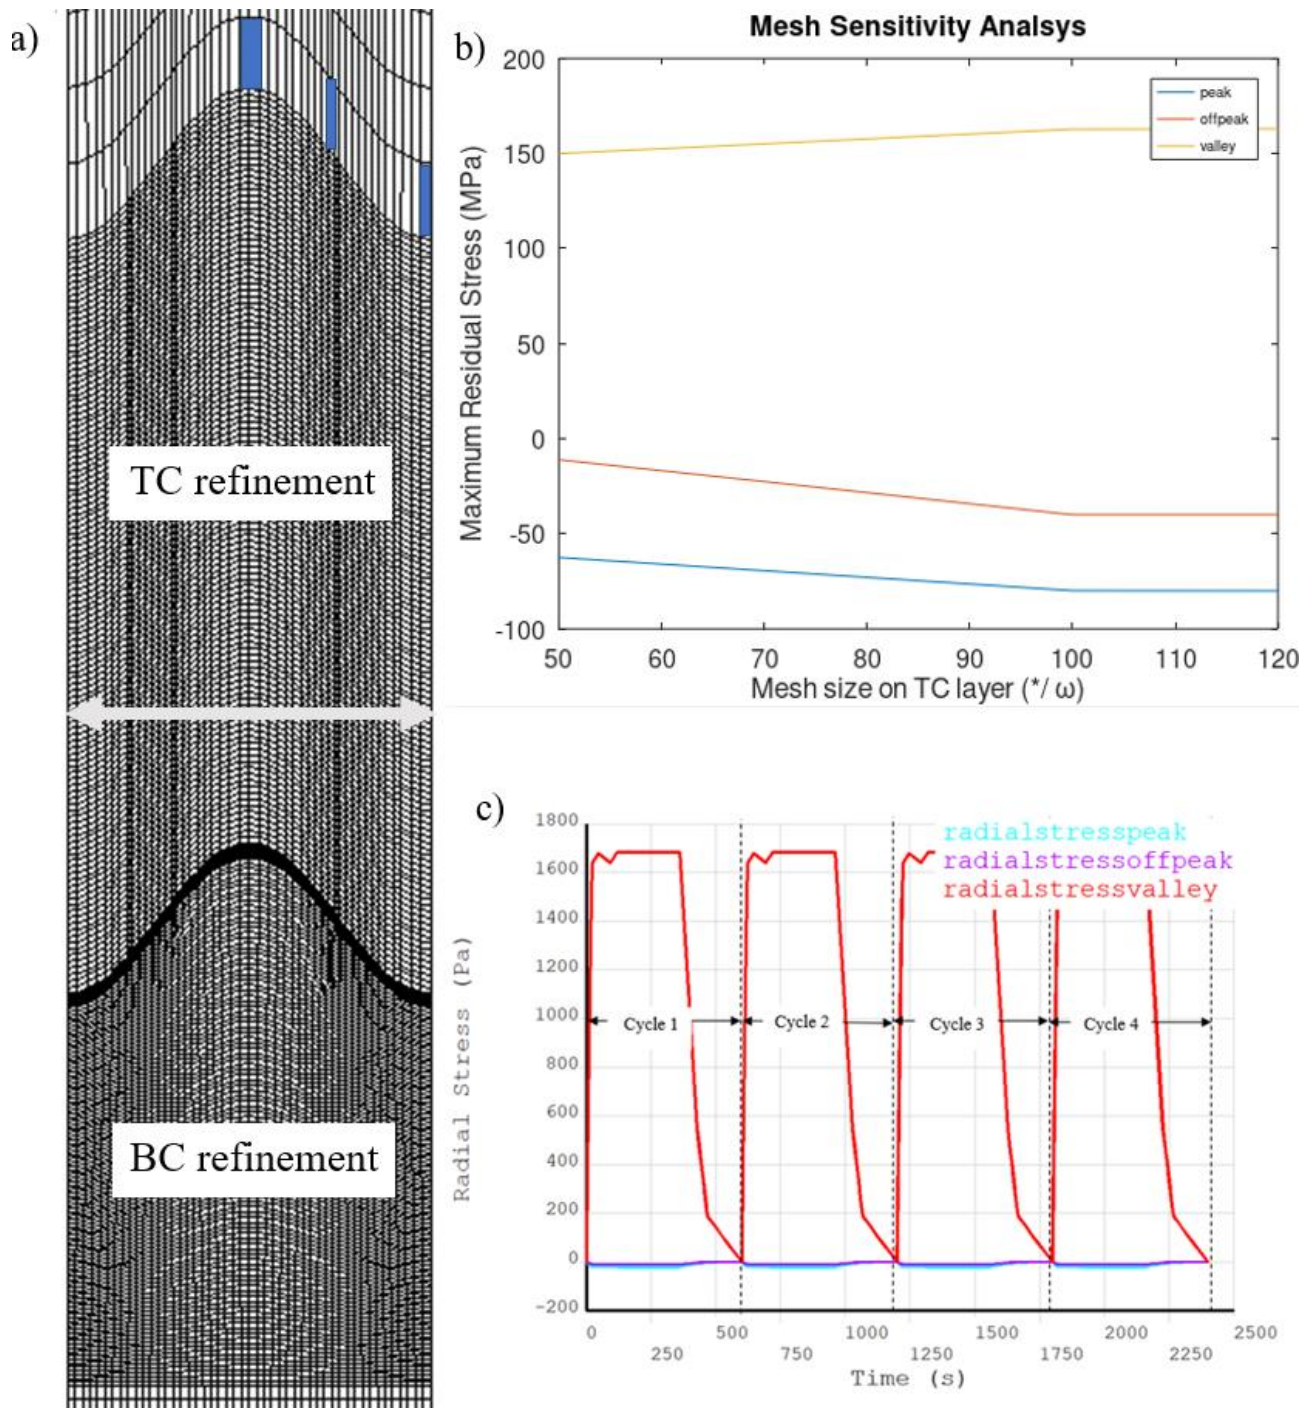 a)
TC refinement
BC refinement
b)
Mesh Sensitivity Analsys
200
150
100
50
0
-50
-100
Maximum Residual Stress (MPa)
peak
offpeak
valley
50 60 70 80 90 100 110 120
Mesh size on TC layer (*/ ω)
c)
1800
1600
1400
1200
1000
800
600
400
200
0
-200
Radial Stress (Pa)
radialstresspeak
radialstressoffpeak
radialstressvalley
Cycle 1 Cycle 2 Cycle 3 Cycle 4
0 500 1000 1500 2000 2500
250 750 1250 1750 2250
Time (s)